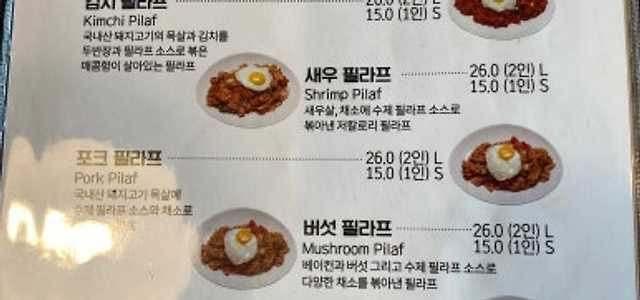 김치 필라프 26.0 (2인) L
Kimchi Pilaf 15.0 (1인) S
국내산 돼지고기의 목살과 김치를
두반장과 필라프 소스로 볶은
매콤함이 살아있는 필라프
새우 필라프 26.0 (2인) L
Shrimp Pilaf 15.0 (1인) S
새우살, 채소에 수제 필라프 소스로
볶아낸 저칼로리 필라프
포크 필라프 26.0 (2인) L
Pork Pilaf 15.0 (1인) S
국내산 돼지고기 목살에
수제 필라프 소스와 채소로
버섯 필라프 26.0 (2인) L
Mushroom Pilaf 15.0 (1인) S
베이컨과 버섯 그리고 수제 필라프 소스로
다양한 채소를 볶아낸 필라프